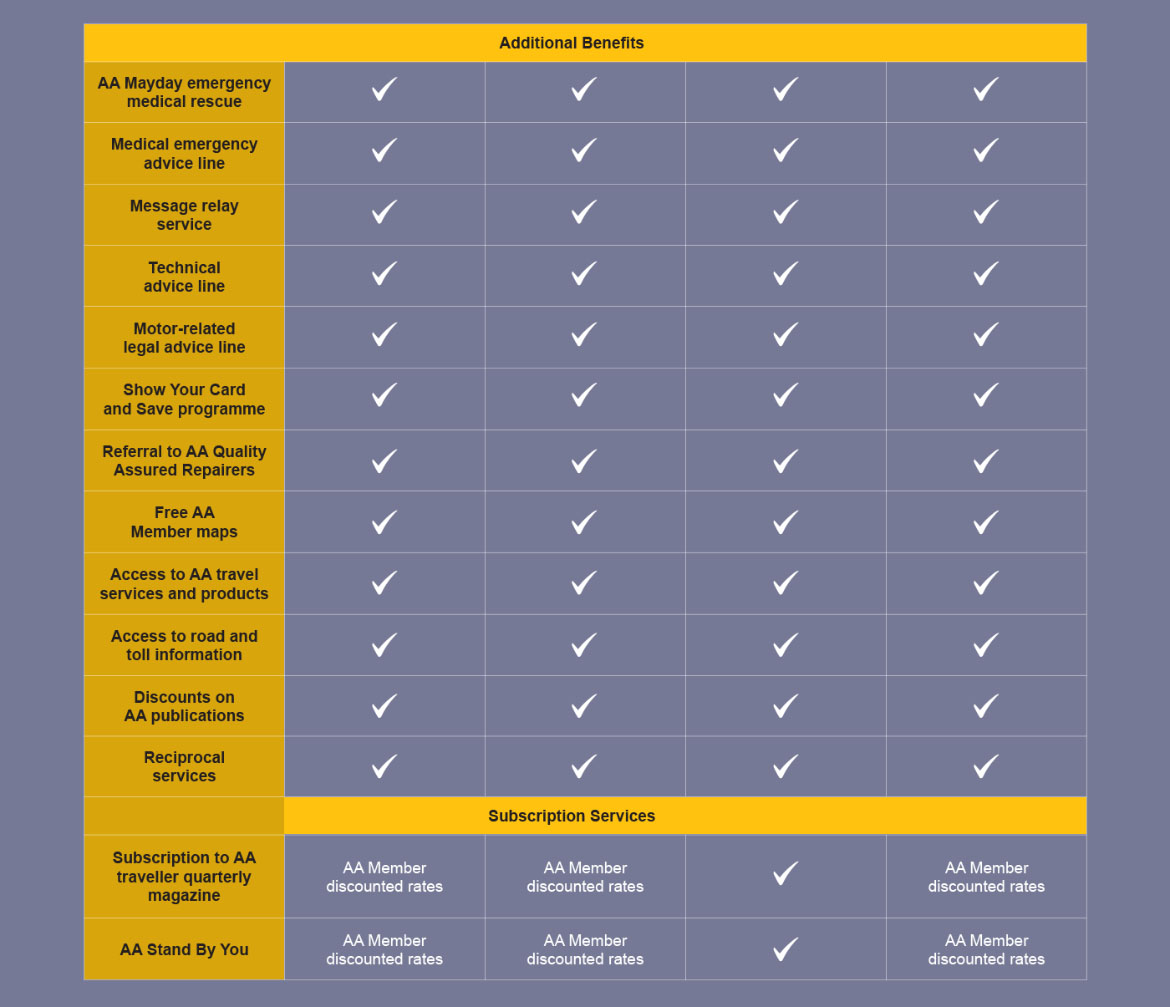 Additional Benefits
AA Mayday emergency
medical rescue
Medical emergency
advice line
Message relay
service
Technical
advice line
Motor-related
legal advice line
Show Your Card
and Save programme
Referral to AA Quality
Assured Repairers
Free AA
Member maps
Access to AA travel
services and products
Access to road and
toll information
Discounts on
AA publications
Reciprocal
services
Subscription Services
Subscription to AA
traveller quarterly
magazine
AA Member
discounted rates
AA Member
discounted rates
AA Member
discounted rates
AA Stand By You
AA Member
discounted rates
AA Member
discounted rates
AA Member
discounted rates